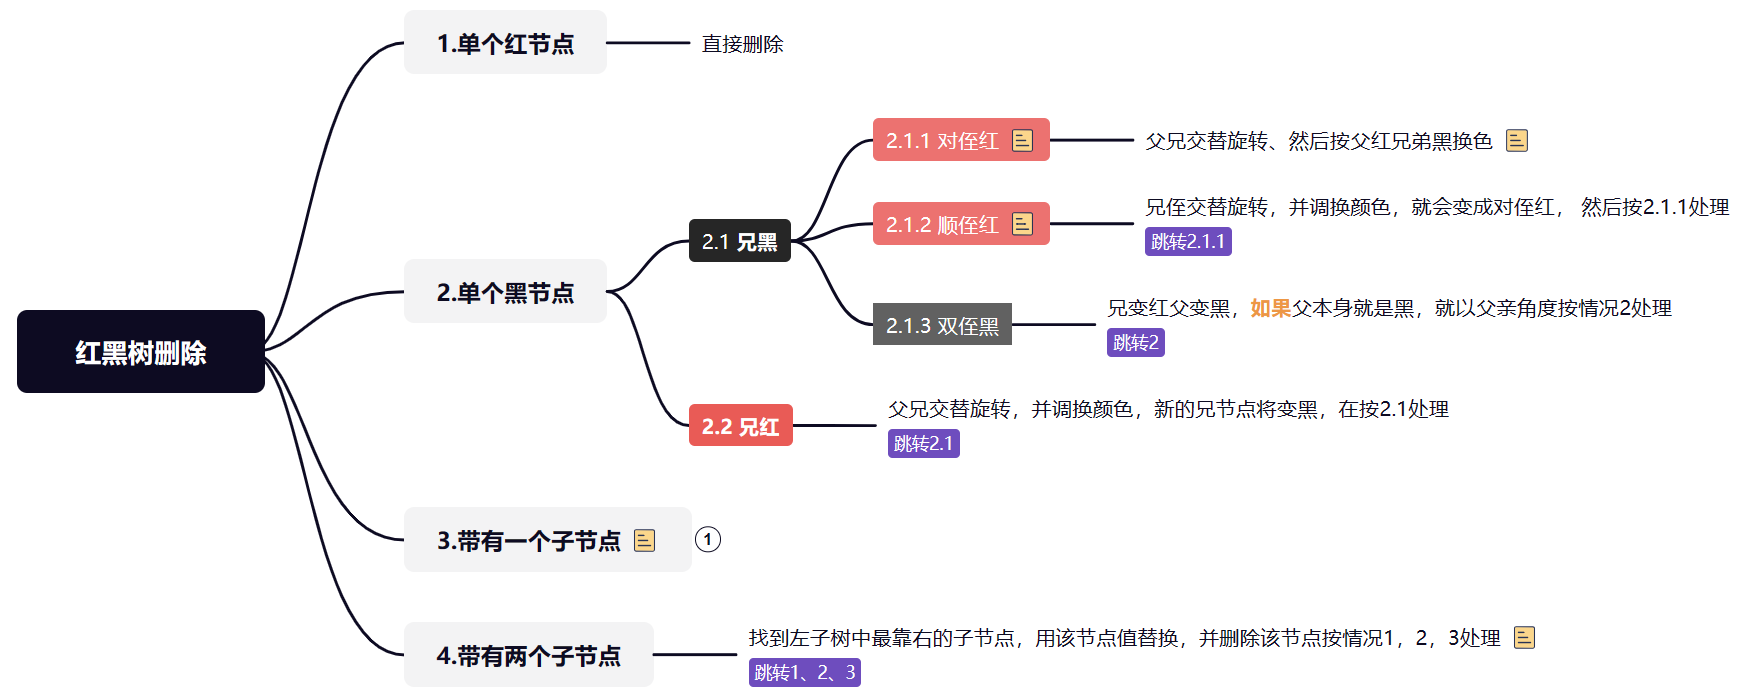 红黑树删除
1.单个红节点
直接删除
2.单个黑节点
2.1 兄黑
2.1.1 对侄红
父兄交替旋转、然后按父红兄弟黑换色
2.1.2 顺侄红
兄侄交替旋转，并调换颜色，就会变成对侄红， 然后按2.1.1处理
跳转2.1.1
2.1.3 双侄黑
兄变红父变黑，如果父本身就是黑，就以父亲角度按情况2处理
跳转2
2.2 兄红
父兄交替旋转，并调换颜色，新的兄节点将变黑，在按2.1处理
跳转2.1
3.带有一个子节点
1
4.带有两个子节点
找到左子树中最靠右的子节点，用该节点值替换，并删除该节点按情况1，2，3处理
跳转1、2、3